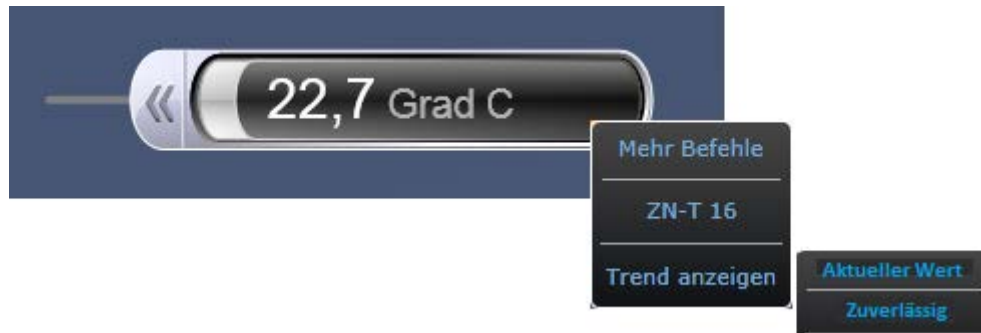 22,7 Grad C
Mehr Befehle
ZN-T 16
Trend anzeigen
Aktueller Wert
Zuverlässig